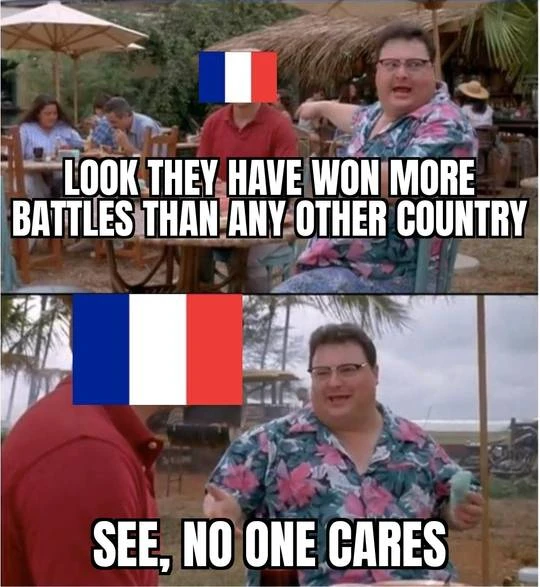 LOOK THEY HAVE WON MORE
BATTLES THAN ANY OTHER COUNTRY
SEE, NO ONE CARES